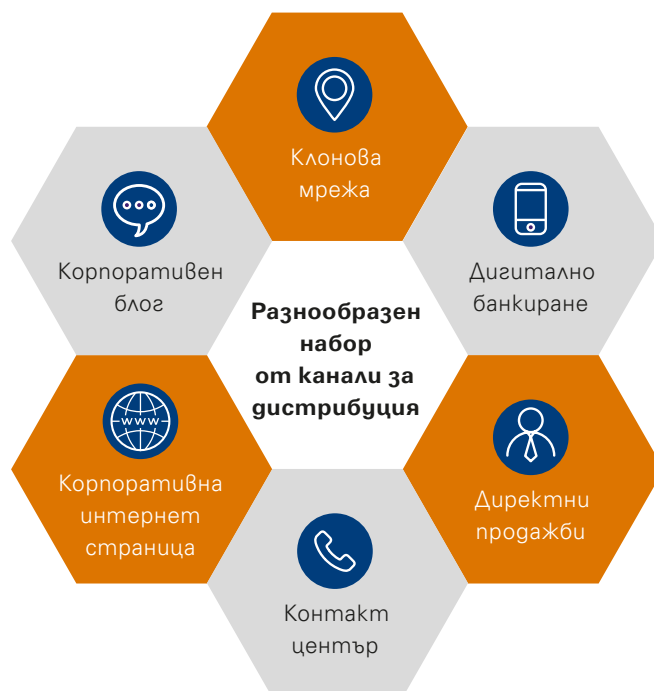 Клонова
мрежа
Корпоративен
блог
Дигитално
банкиране
Разнообразен
набор
от канали за
дистрибуция
www
Корпоративна
интернет
страница
Директни
продажби
Контакт
център